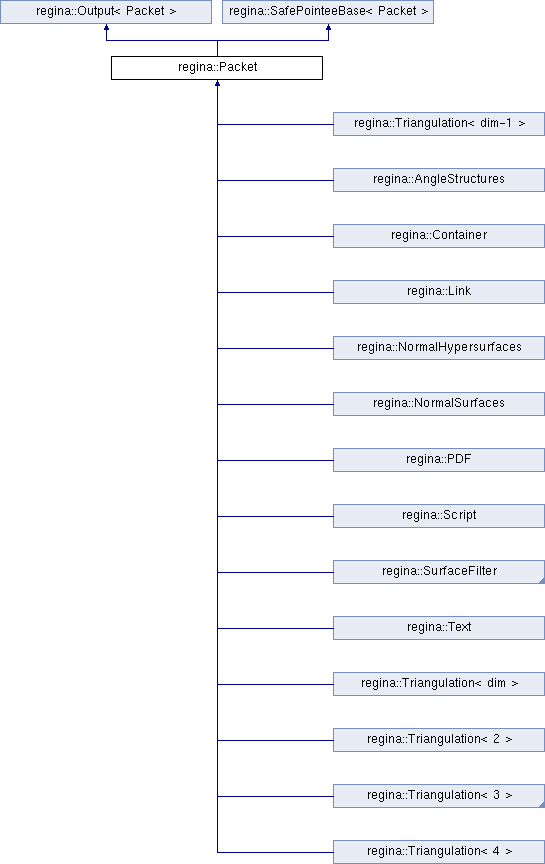 regina::Output< Packet >
regina::SafePointeeBase< Packet >
regina::Packet
regina::Triangulation< dim-1 >
regina::AngleStructures
regina::Container
regina::Link
regina::NormalHypersurfaces
regina::NormalSurfaces
regina::PDF
regina::Script
regina::SurfaceFilter
regina::Text
regina::Triangulation< dim >
regina::Triangulation< 2 >
regina::Triangulation< 3 >
regina::Triangulation< 4 >